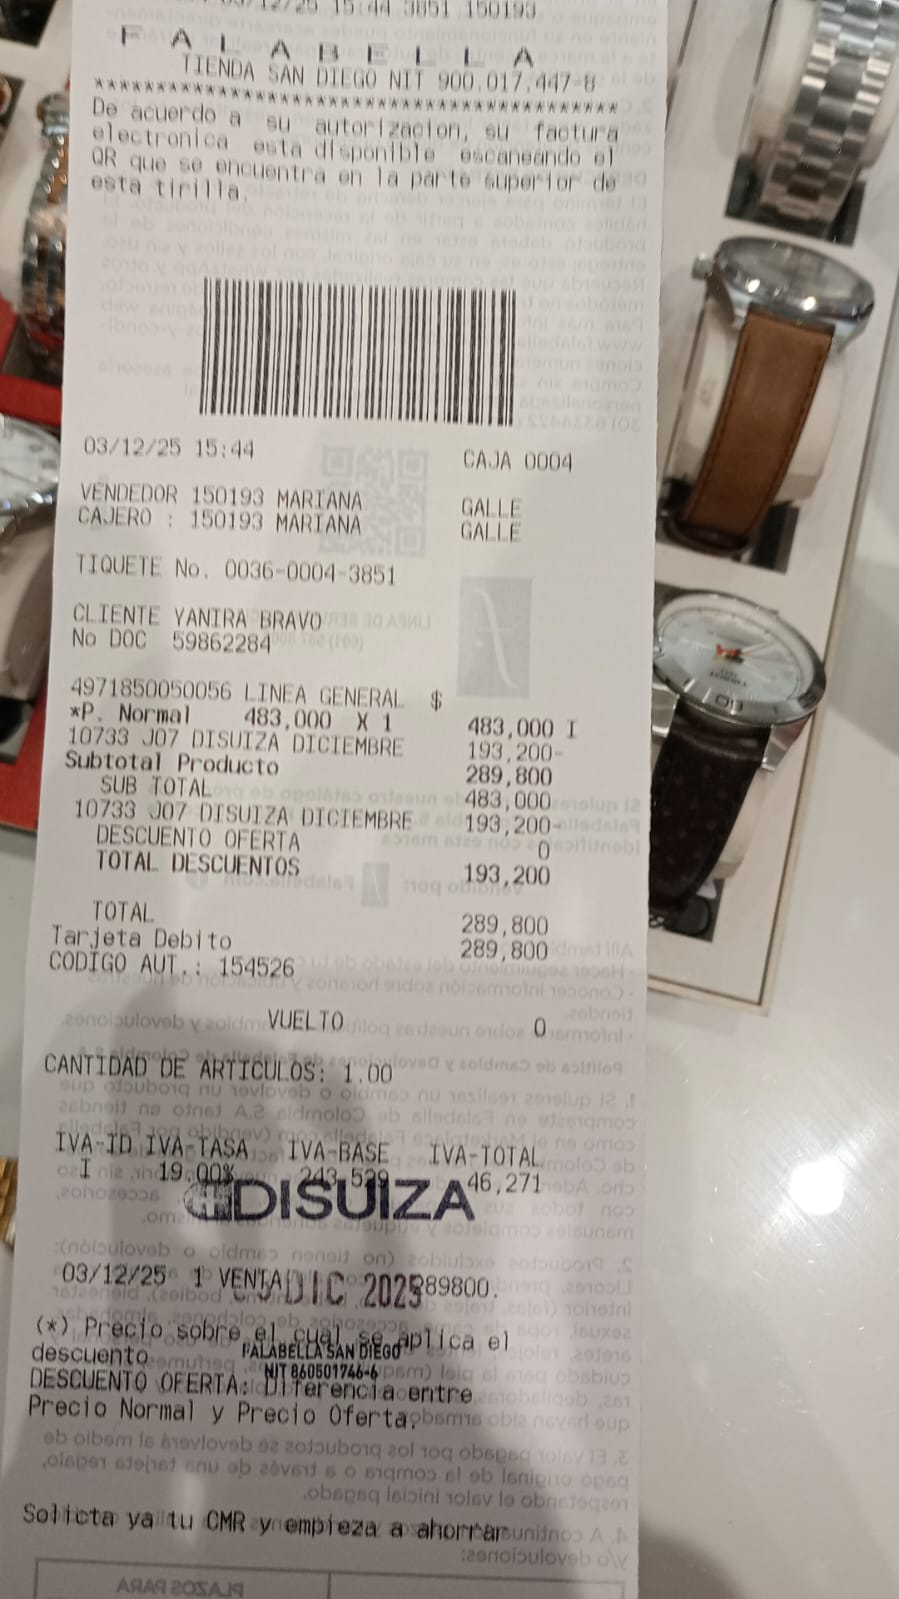 03/12/25 15:44 3851 150193
FALABELLA
TIENDA SAN DIEGO NIT 900.017.447-8
****************************************
De acuerdo a su autorizacion, su factura
electronica esta disponible escaneando el
QR que se encuentra en la parte superior de
esta tirilla.
03/12/25 15:44 CAJA 0004
VENDEDOR 150193 MARIANA GALLE
CAJERO : 150193 MARIANA GALLE
TIQUETE No. 0036-0004-3851
CLIENTE YANIRA BRAVO
No DOC 59862284
4971850050056 LINEA GENERAL $
*P. Normal 483,000 X 1 483,000 I
10733 J07 DISUIZA DICIEMBRE 193,200-
Subtotal Producto 289,800
SUB TOTAL 483,000
10733 J07 DISUIZA DICIEMBRE 193,200-
DESCUENTO OFERTA 0
TOTAL DESCUENTOS 193,200
TOTAL 289,800
Tarjeta Debito 289,800
CODIGO AUT.: 154526
VUELTO 0
CANTIDAD DE ARTICULOS: 1.00
IVA-ID IVA-TASA IVA-BASE IVA-TOTAL
I 19.00% 243,529 46,271
DISUIZA
03/12/25 1 VENTA 89800.
DIC 2025
(*) Precio sobre el cual se aplica el
descuento
FALABELLA SAN DIEGO
NIT 860501746-6
DESCUENTO OFERTA: Diferencia entre
Precio Normal y Precio Oferta.
Solicta ya tu CMR y empieza a ahorrar